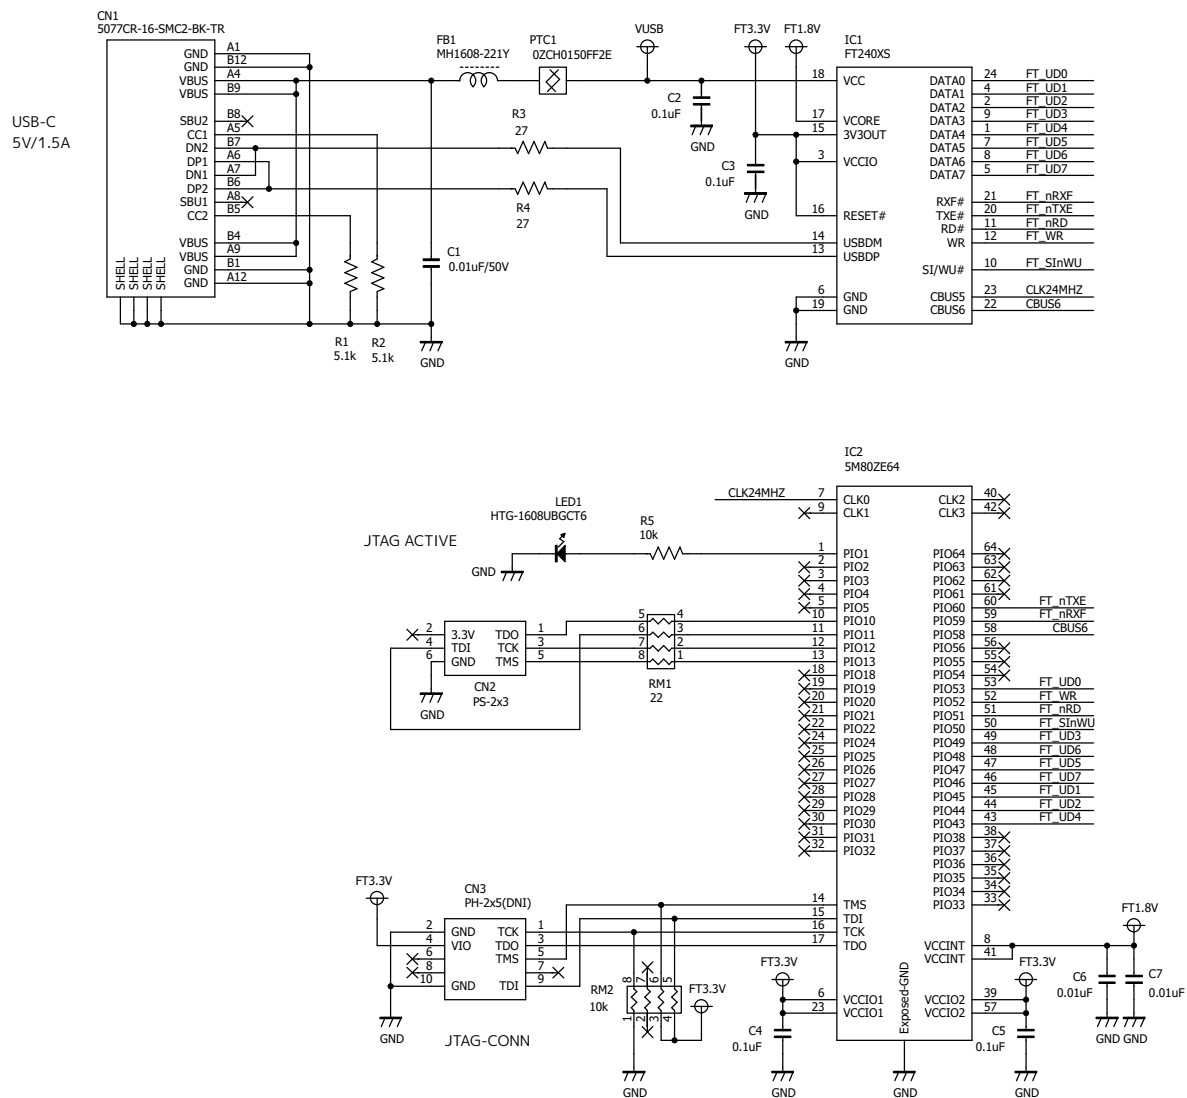 CN1
5077CR-16-SMC2-BK-TR
USB-C
5V/1.5A
GND A1
GND B12
VBUS A4
VBUS B9
SBU2 B8
CC1 A5
DN2 B7
DP1 A6
DN1 A7
DP2 B6
SBU1 A8
CC2 B5
VBUS B4
VBUS A9
GND B1
GND A12
SHELL SHELL SHELL SHELL
R1
5.1k
R2
5.1k
C1
0.01uF/50V
GND
FB1
MH1608-221Y
PTC1
0ZCH0150FF2E
R3
27
R4
27
VUSB
FT3.3V
FT1.8V
C2
0.1uF
GND
C3
0.1uF
GND
IC1
FT240XS
18 VCC
17 VCORE
15 3V3OUT
3 VCCIO
16 RESET#
14 USBDM
13 USBDP
6 GND
19 GND
GND
DATA0 24 FT_UD0
DATA1 4 FT_UD1
DATA2 2 FT_UD2
DATA3 9 FT_UD3
DATA4 1 FT_UD4
DATA5 7 FT_UD5
DATA6 8 FT_UD6
DATA7 5 FT_UD7
RXF# 21 FT_nRXF
TXE# 20 FT_nTXE
RD# 11 FT_nRD
WR 12 FT_WR
SI/WU# 10 FT_SInWU
CBUS5 23 CLK24MHZ
CBUS6 22 CBUS6
IC2
5M80ZE64
CLK24MHZ 7 CLK0
9 CLK1
LED1
HTG-1608UBGCT6
JTAG ACTIVE
R5
10k
GND
1 PIO1
2 PIO2
3 PIO3
4 PIO4
5 PIO5
10 PIO10
11 PIO11
12 PIO12
13 PIO13
18 PIO18
19 PIO19
20 PIO20
21 PIO21
22 PIO22
24 PIO24
25 PIO25
26 PIO26
27 PIO27
28 PIO28
29 PIO29
30 PIO30
31 PIO31
32 PIO32
14 TMS
15 TDI
16 TCK
17 TDO
6 VCCIO1
23 VCCIO1
Exposed-GND
GND
CLK2 40
CLK3 42
PIO64 64
PIO63 63
PIO62 62
PIO61 61
PIO60 60 FT_nTXE
PIO59 59 FT_nRXF
PIO58 58 CBUS6
PIO56 56
PIO55 55
PIO54 54
PIO53 53 FT_UD0
PIO52 52 FT_WR
PIO51 51 FT_nRD
PIO50 50 FT_SInWU
PIO49 49 FT_UD3
PIO48 48 FT_UD6
PIO47 47 FT_UD5
PIO46 46 FT_UD7
PIO45 45 FT_UD1
PIO44 44 FT_UD2
PIO43 43 FT_UD4
PIO38 38
PIO37 37
PIO36 36
PIO35 35
PIO34 34
PIO33 33
VCCINT 8
VCCINT 41
VCCIO2 39
VCCIO2 57
2 3.3V TDO 1
4 TDI TCK 3
6 GND TMS 5
CN2
PS-2x3
GND
5 4
6 3
7 2
8 1
RM1
22
FT3.3V
CN3
PH-2x5(DNI)
2 GND TCK 1
4 VIO TDO 3
6 TMS 5
8 7
10 GND TDI 9
GND
JTAG-CONN
8 7 6 5
RM2
10k
1 2 3 4
FT3.3V
GND
FT3.3V
C4
0.1uF
GND
FT3.3V
C5
0.1uF
GND
FT1.8V
C6
0.01uF
C7
0.01uF
GND GND